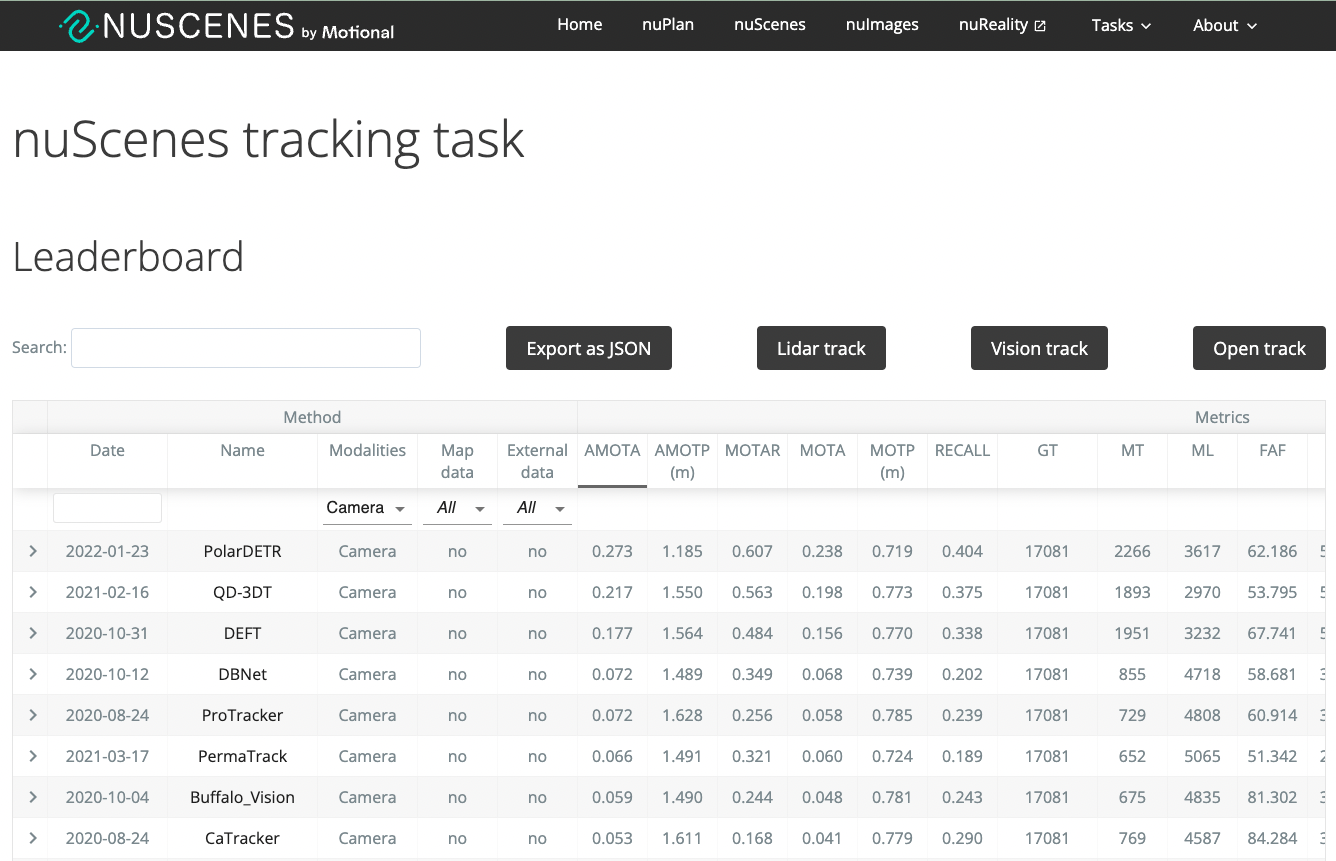 NUSCENES by Motional Home nuPlan nuScenes nuImages nuReality Tasks About
nuScenes tracking task
Leaderboard
Search: Export as JSON Lidar track Vision track Open track
Method Metrics
Date Name Modalities Map data External data AMOTA AMOTP (m) MOTAR MOTA MOTP (m) RECALL GT MT ML FAF
Camera All All
2022-01-23 PolarDETR Camera no no 0.273 1.185 0.607 0.238 0.719 0.404 17081 2266 3617 62.186
2021-02-16 QD-3DT Camera no no 0.217 1.550 0.563 0.198 0.773 0.375 17081 1893 2970 53.795
2020-10-31 DEFT Camera no no 0.177 1.564 0.484 0.156 0.770 0.338 17081 1951 3232 67.741
2020-10-12 DBNet Camera no no 0.072 1.489 0.349 0.068 0.739 0.202 17081 855 4718 58.681
2020-08-24 ProTracker Camera no no 0.072 1.628 0.256 0.058 0.785 0.239 17081 729 4808 60.914
2021-03-17 PermaTrack Camera no no 0.066 1.491 0.321 0.060 0.724 0.189 17081 652 5065 51.342
2020-10-04 Buffalo_Vision Camera no no 0.059 1.490 0.244 0.048 0.781 0.243 17081 675 4835 81.302
2020-08-24 CaTracker Camera no no 0.053 1.611 0.168 0.041 0.779 0.290 17081 769 4587 84.284